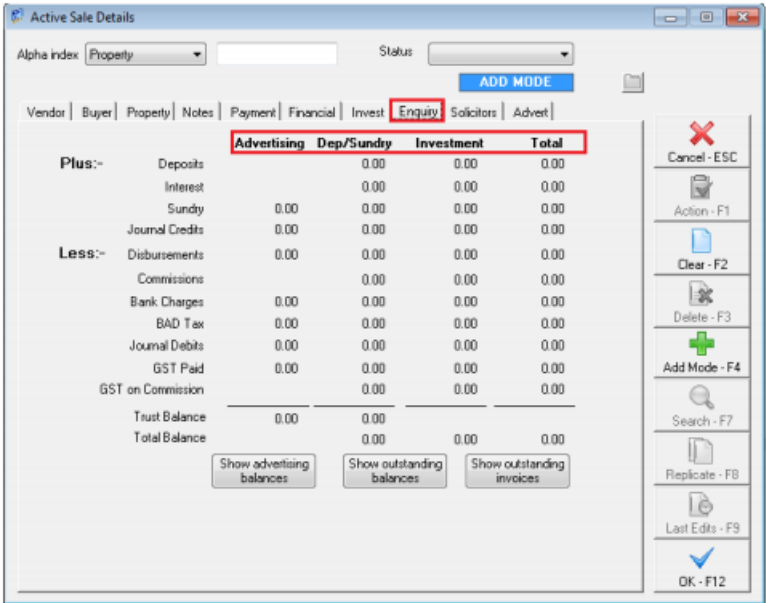 Active Sale Details
Alpha index Property Status
ADD MODE
Vendor Buyer Property Notes Payment Financial Invest Enquiry Solicitors Advert
Advertising Dep/Sundry Investment Total
Plus:- Deposits 0.00 0.00 0.00
Interest 0.00 0.00 0.00
Sundry 0.00 0.00 0.00 0.00
Journal Credits 0.00 0.00 0.00 0.00
Less:- Disbursements 0.00 0.00 0.00 0.00
Commissions 0.00 0.00 0.00
Bank Charges 0.00 0.00 0.00 0.00
BAD Tax 0.00 0.00 0.00 0.00
Journal Debits 0.00 0.00 0.00 0.00
GST Paid 0.00 0.00 0.00 0.00
GST on Commission 0.00 0.00 0.00
Trust Balance 0.00 0.00
Total Balance 0.00 0.00 0.00
Show advertising balances
Show outstanding balances
Show outstanding invoices
Cancel - ESC
Action - F1
Clear - F2
Delete - F3
Add Mode - F4
Search - F7
Replicate - F8
Last Edits - F9
OK - F12